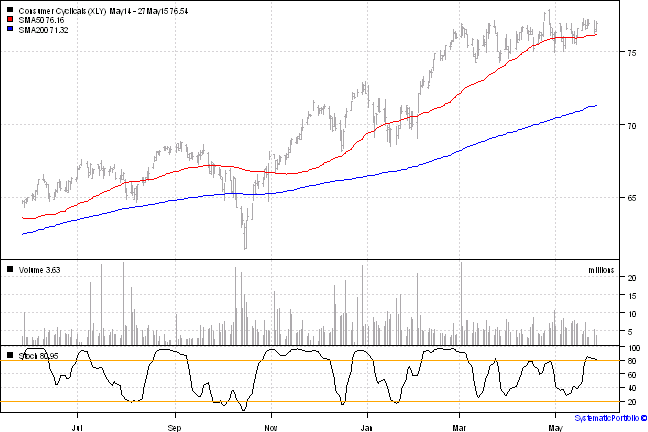 Consumer Cyclicals (XLY) May14 - 27May15 76.54
SMA50 76.16
SMA200 71.32
75
70
65
Volume 3.63
millions
20
15
10
5
Stoch 80.95
100
80
60
40
20
Jul Sep Nov Jan Mar May
SystematicPortfolio ©